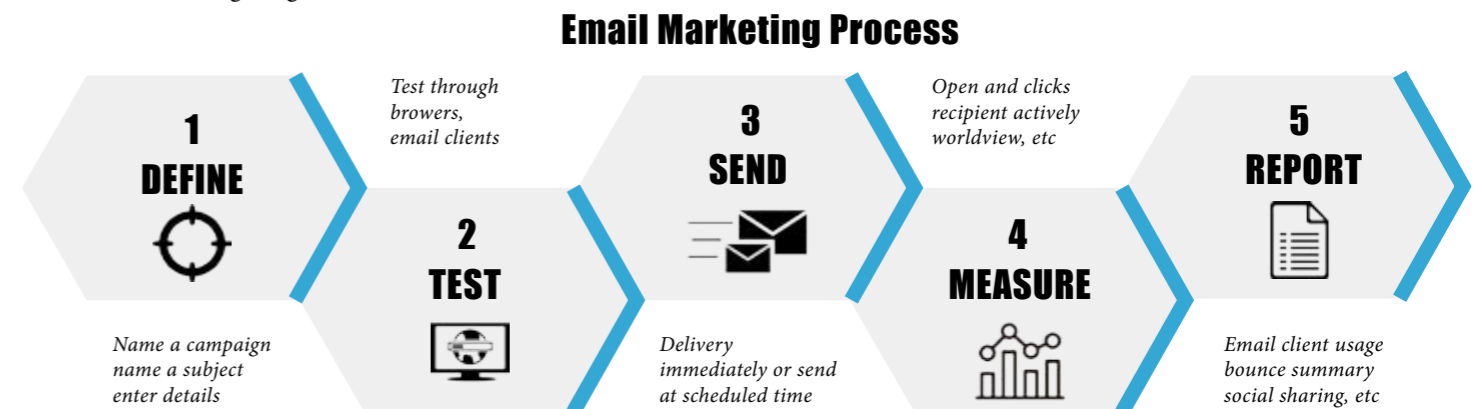 Email Marketing Process
1
DEFINE
Name a campaign
name a subject
enter details
Test through
browers,
email clients
2
TEST
3
SEND
Delivery
immediately or send
at scheduled time
Open and clicks
recipient actively
worldview, etc
4
MEASURE
5
REPORT
Email client usage
bounce summary
social sharing, etc